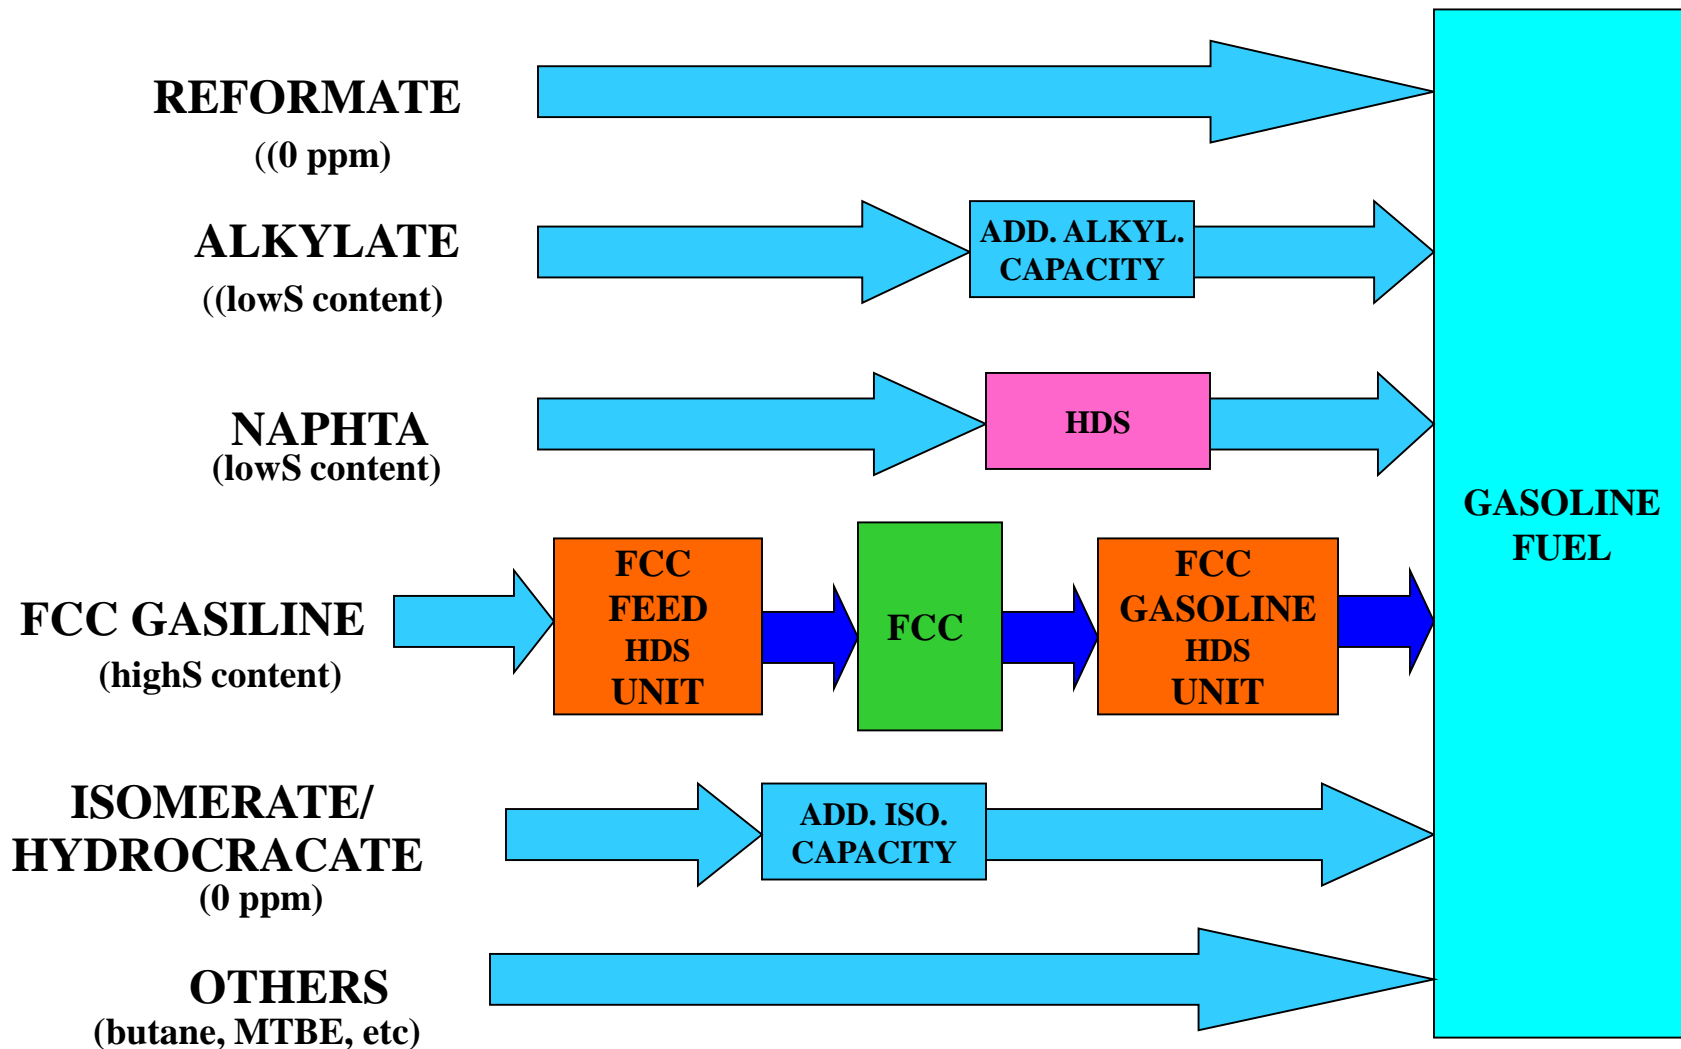 REFORMATE
((0 ppm)
ALKYLATE
((lowS content)
ADD. ALKYL.
CAPACITY
NAPHTA
(lowS content)
HDS
FCC GASILINE
(highS content)
FCC
FEED
HDS
UNIT
FCC
FCC
GASOLINE
HDS
UNIT
ISOMERATE/
HYDROCRACATE
(0 ppm)
ADD. ISO.
CAPACITY
OTHERS
(butane, MTBE, etc)
GASOLINE
FUEL